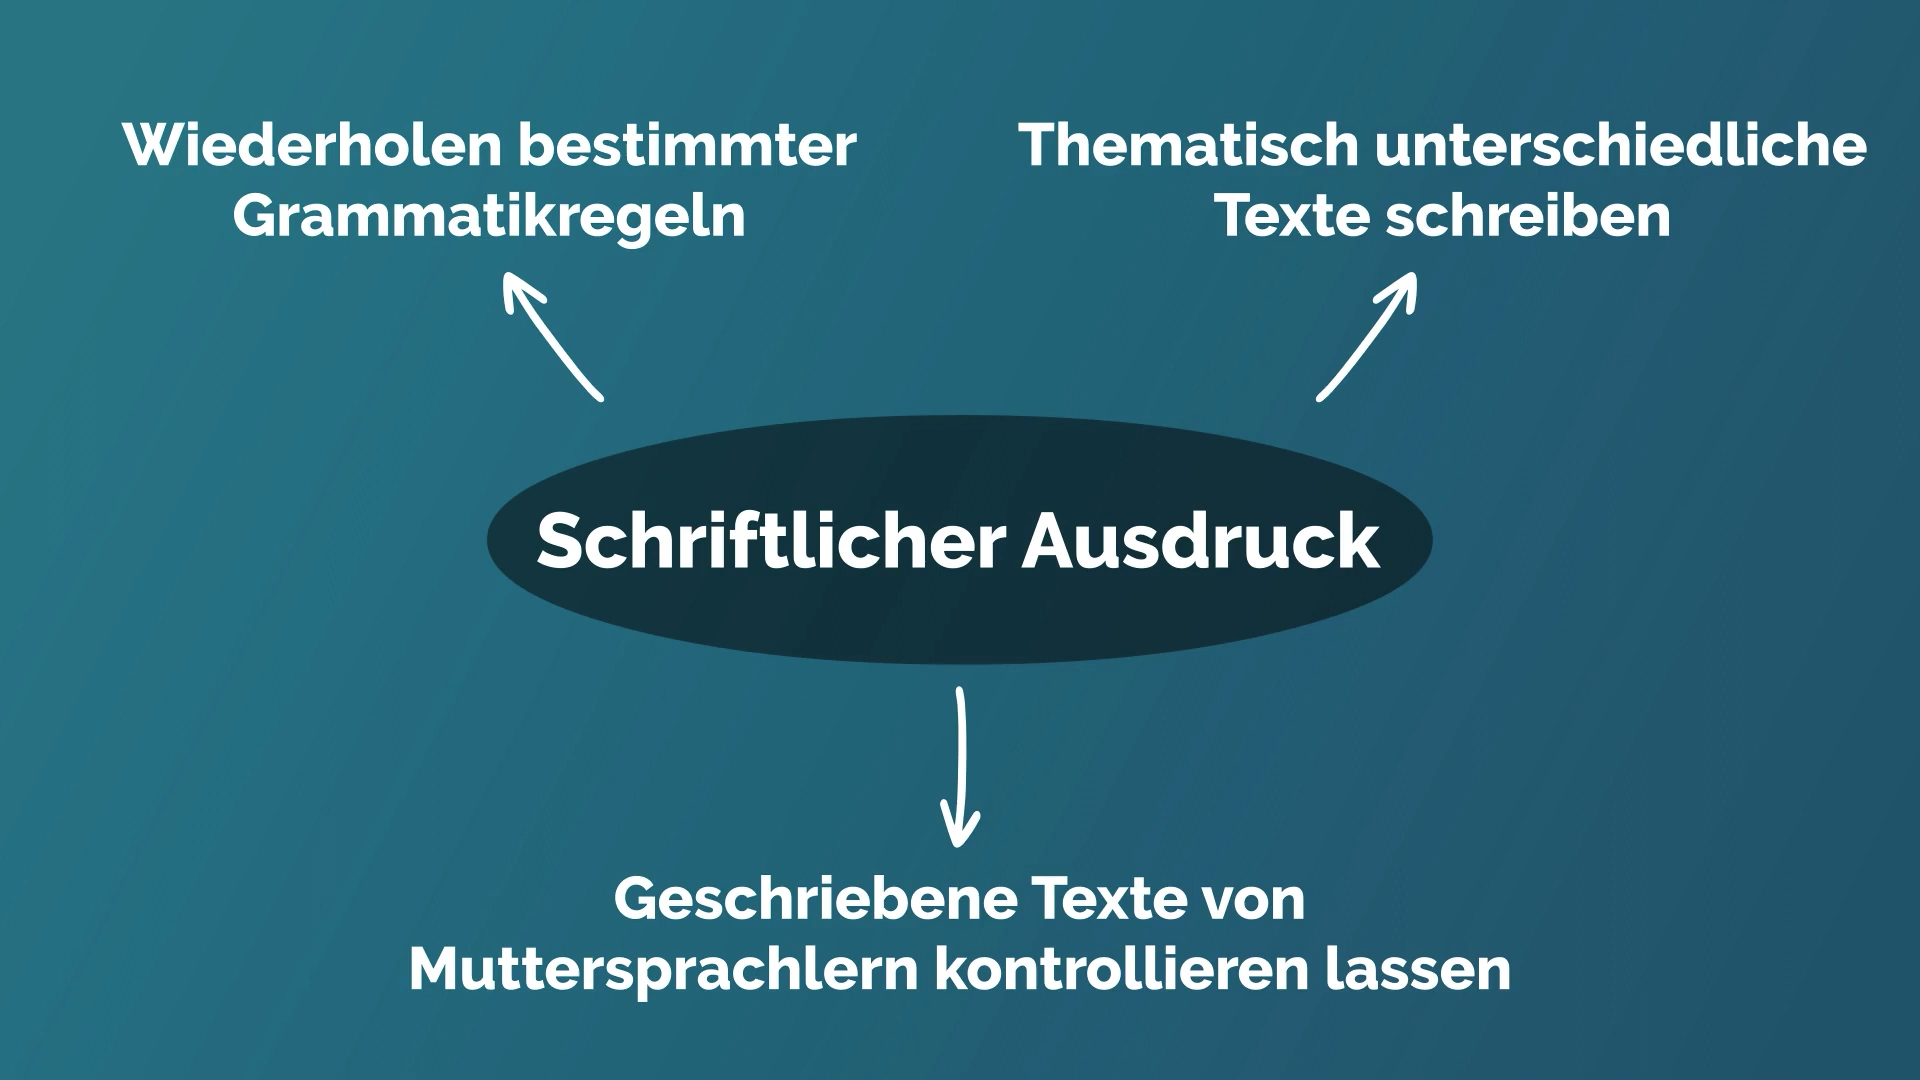 Wiederholen bestimmter
Grammatikregeln
Thematisch unterschiedliche
Texte schreiben
Schriftlicher Ausdruck
Geschriebene Texte von
Muttersprachlern kontrollieren lassen